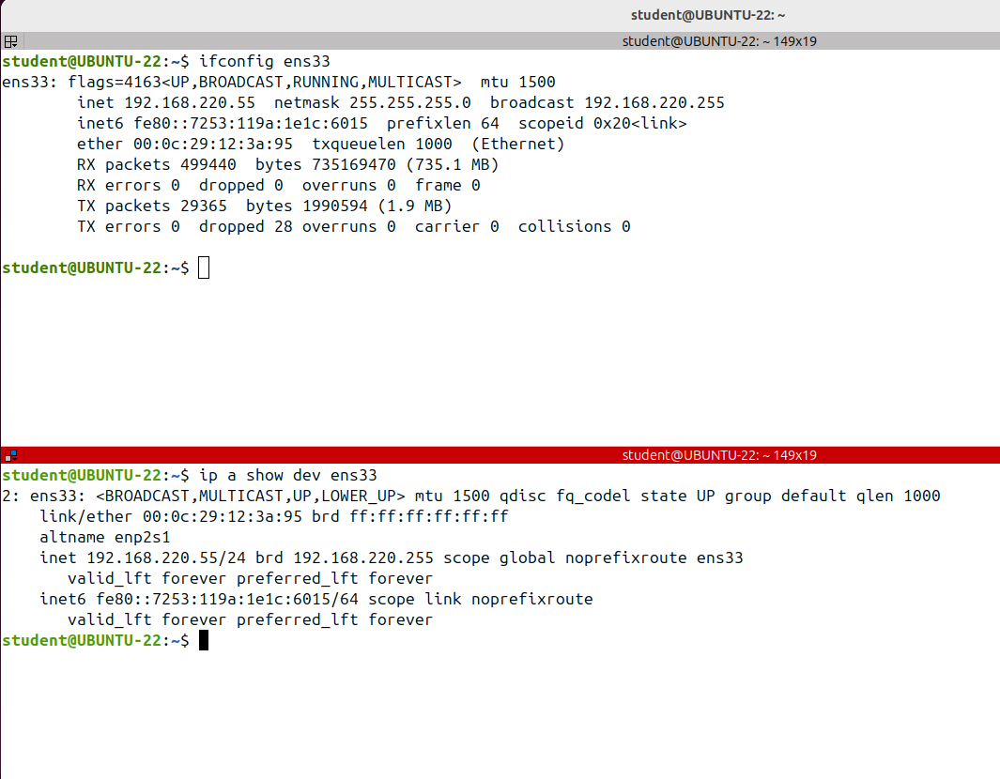 student@UBUNTU-22: ~
student@UBUNTU-22: ~ 149x19
student@UBUNTU-22:~$ ifconfig ens33
ens33: flags=4163<UP,BROADCAST,RUNNING,MULTICAST>  mtu 1500
        inet 192.168.220.55  netmask 255.255.255.0  broadcast 192.168.220.255
        inet6 fe80::7253:119a:1e1c:6015  prefixlen 64  scopeid 0x20<link>
        ether 00:0c:29:12:3a:95  txqueuelen 1000  (Ethernet)
        RX packets 499440  bytes 735169470 (735.1 MB)
        RX errors 0  dropped 0  overruns 0  frame 0
        TX packets 29365  bytes 1990594 (1.9 MB)
        TX errors 0  dropped 28 overruns 0  carrier 0  collisions 0
student@UBUNTU-22:~$
student@UBUNTU-22: ~ 149x19
student@UBUNTU-22:~$ ip a show dev ens33
2: ens33: <BROADCAST,MULTICAST,UP,LOWER_UP> mtu 1500 qdisc fq_codel state UP group default qlen 1000
    link/ether 00:0c:29:12:3a:95 brd ff:ff:ff:ff:ff:ff
    altname enp2s1
    inet 192.168.220.55/24 brd 192.168.220.255 scope global noprefixroute ens33
       valid_lft forever preferred_lft forever
    inet6 fe80::7253:119a:1e1c:6015/64 scope link noprefixroute
       valid_lft forever preferred_lft forever
student@UBUNTU-22:~$